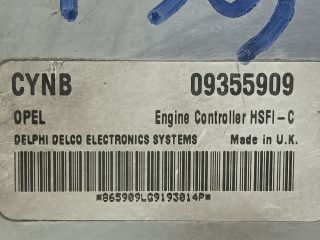 CYNB 09355909
OPEL Engine Controller HSFI-C
DELPHI DELCO ELECTRONICS SYSTEMS Made in U.K.
*865909LG9193014P*